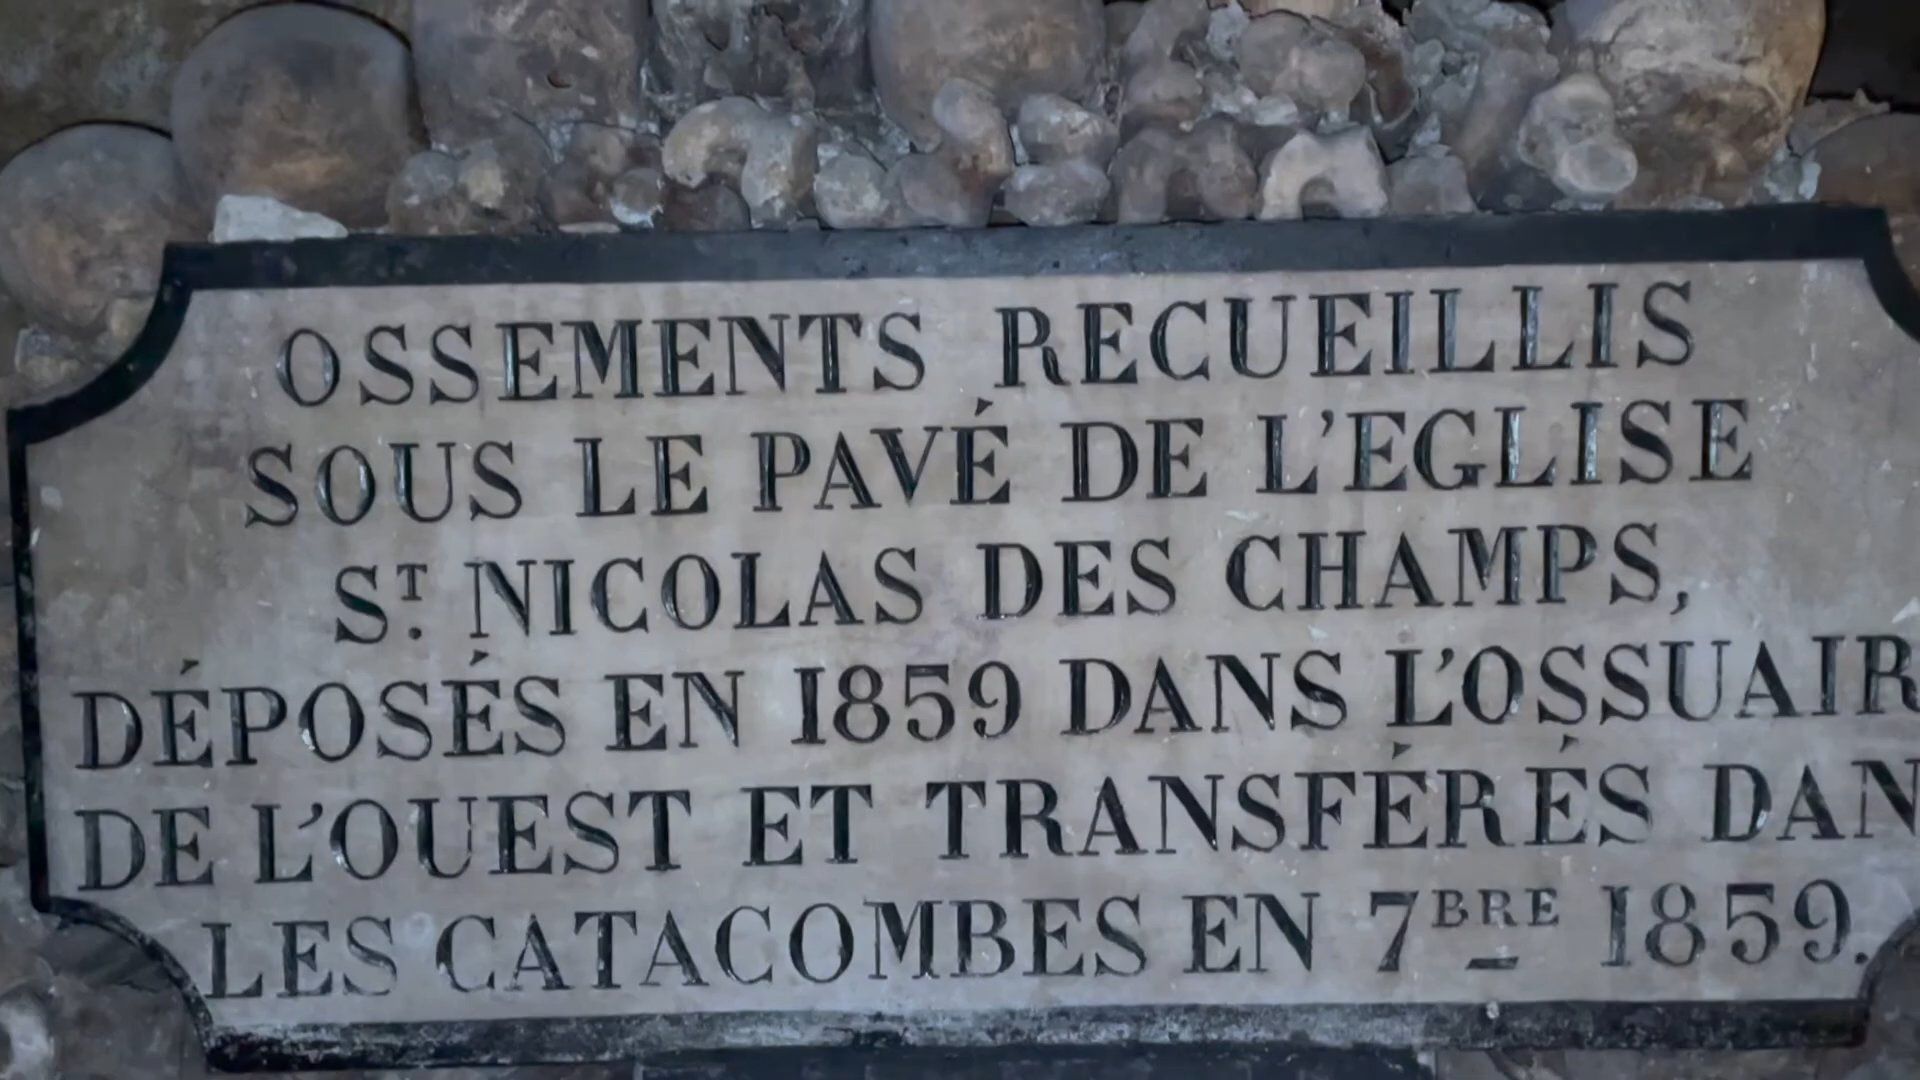 OSSEMENTS RECUEILLIS
SOUS LE PAVÉ DE L'EGLISE
ST. NICOLAS DES CHAMPS,
DÉPOSÉS EN 1859 DANS L'OSSUAIR
DE L'OUEST ET TRANSFÉRÉS DAN
LES CATACOMBES EN 7BRE 1859.